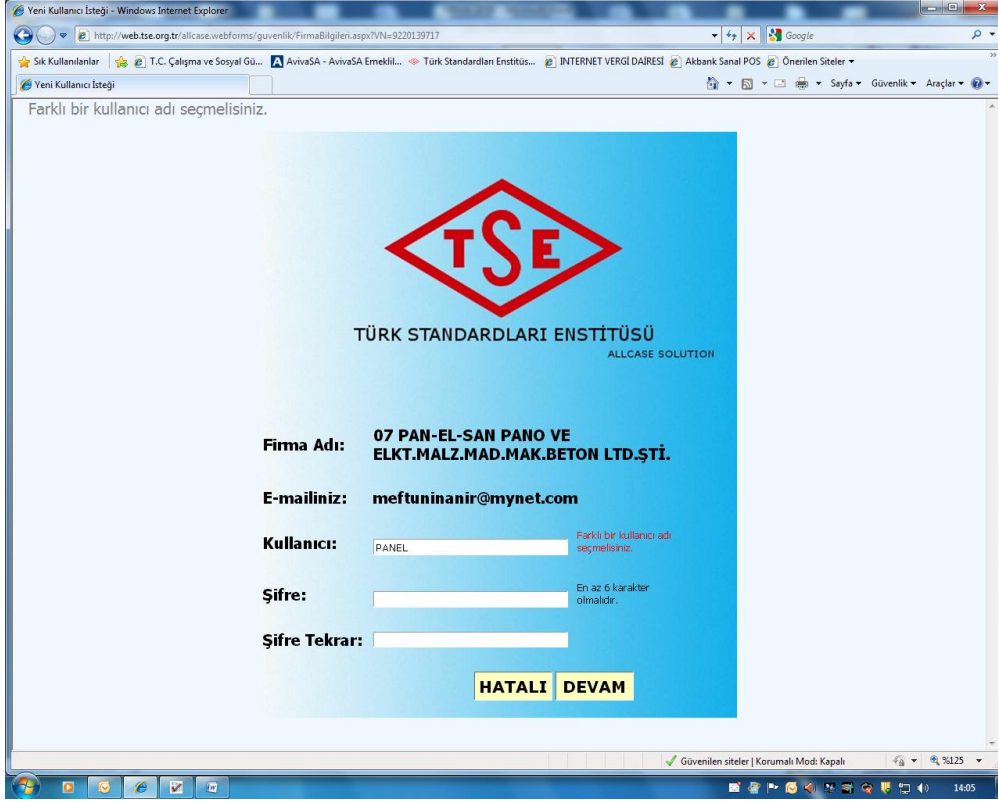 Yeni Kullanıcı İsteği - Windows Internet Explorer
http://web.tse.org.tr/allcase.webforms/guvenlik/FirmaBilgileri.aspx?VN=9220139717
Google
Sık Kullanılanlar
T.C. Çalışma ve Sosyal Gü...
AvivaSA - AvivaSA Emeklil...
Türk Standardları Enstitüs...
INTERNET VERGİ DAİRESİ
Akbank Sanal POS
Önerilen Siteler
Yeni Kullanıcı İsteği
Sayfa
Güvenlik
Araçlar
Farklı bir kullanıcı adı seçmelisiniz.
TSE
TÜRK STANDARDLARI ENSTİTÜSÜ
ALLCASE SOLUTION
Firma Adı:
07 PAN-EL-SAN PANO VE
ELKT.MALZ.MAD.MAK.BETON LTD.ŞTİ.
E-mailiniz:
meftuninanir@mynet.com
Kullanıcı:
PANEL
Farklı bir kullanıcı adı
seçmelisiniz.
Şifre:
En az 6 karakter
olmalıdır.
Şifre Tekrar:
HATALI
DEVAM
Güvenilen siteler | Korumalı Mod: Kapalı
%125
14:05